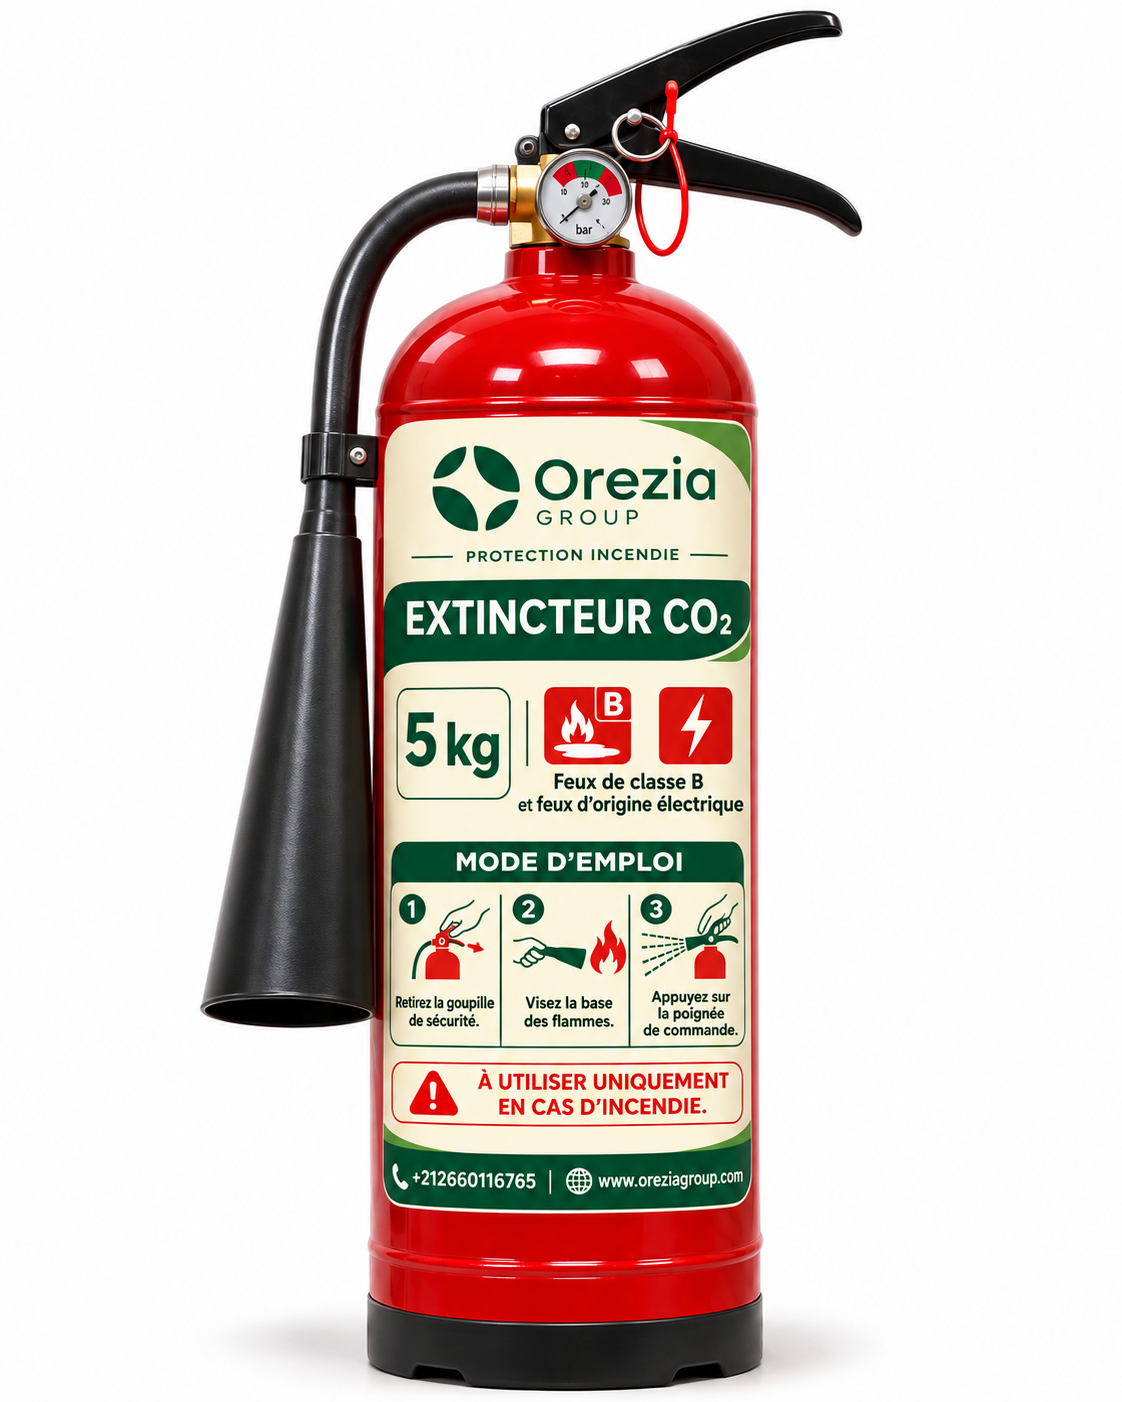 10
10
30
bar
Orezia
GROUP
PROTECTION INCENDIE
EXTINCTEUR CO₂
5 kg
B
Feux de classe B
et feux d'origine électrique
MODE D'EMPLOI
1
2
3
Retirez la goupille
de sécurité.
Visez la base
des flammes.
Appuyez sur
la poignée
de commande.
À UTILISER UNIQUEMENT
EN CAS D'INCENDIE.
+212660116765 | www.oreziagroup.com